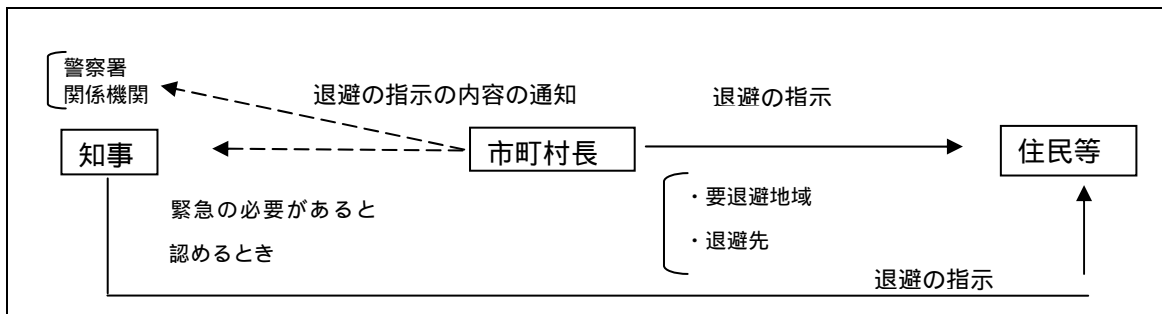 警察署
関係機関
退避の指示の内容の通知
退避の指示
知事
市町村長
住民等
緊急の必要があると
認めるとき
・要退避地域
・退避先
退避の指示